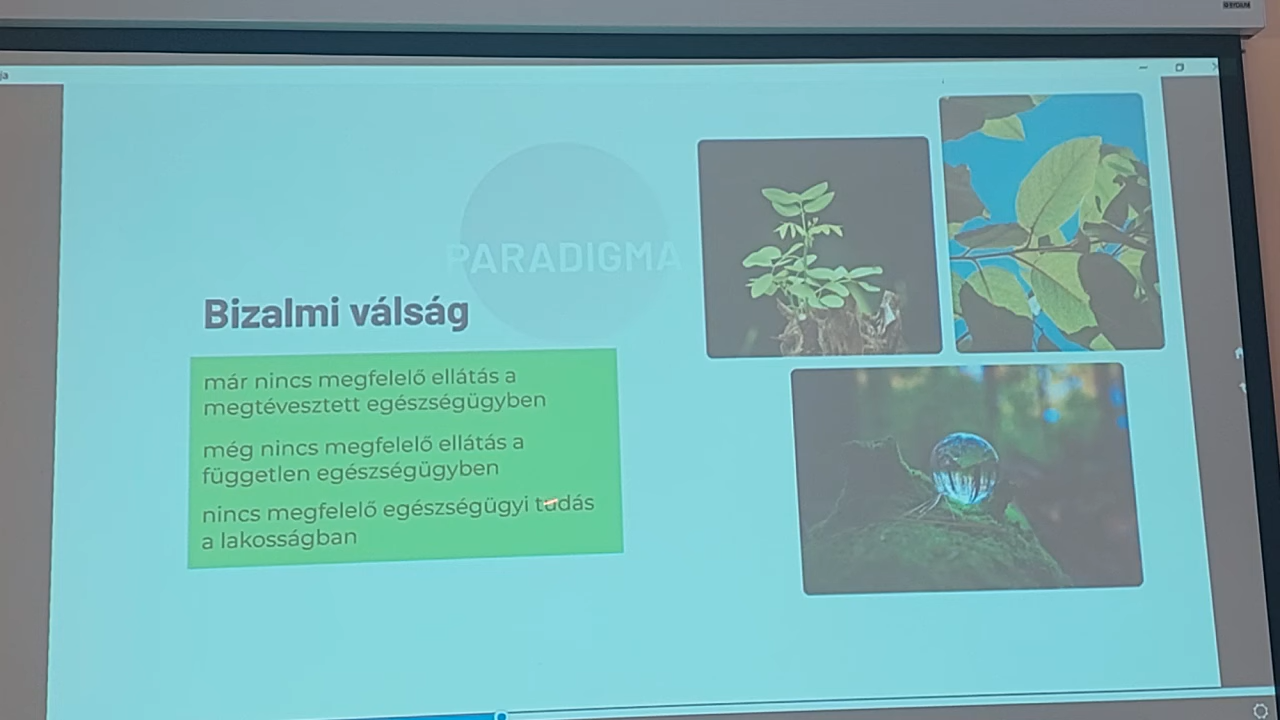 ja
PARADIGMA
Bizalmi válság
már nincs megfelelő ellátás a
megtévesztett egészségügyben
még nincs megfelelő ellátás a
független egészségügyben
nincs megfelelő egészségügyi tudás
a lakosságban